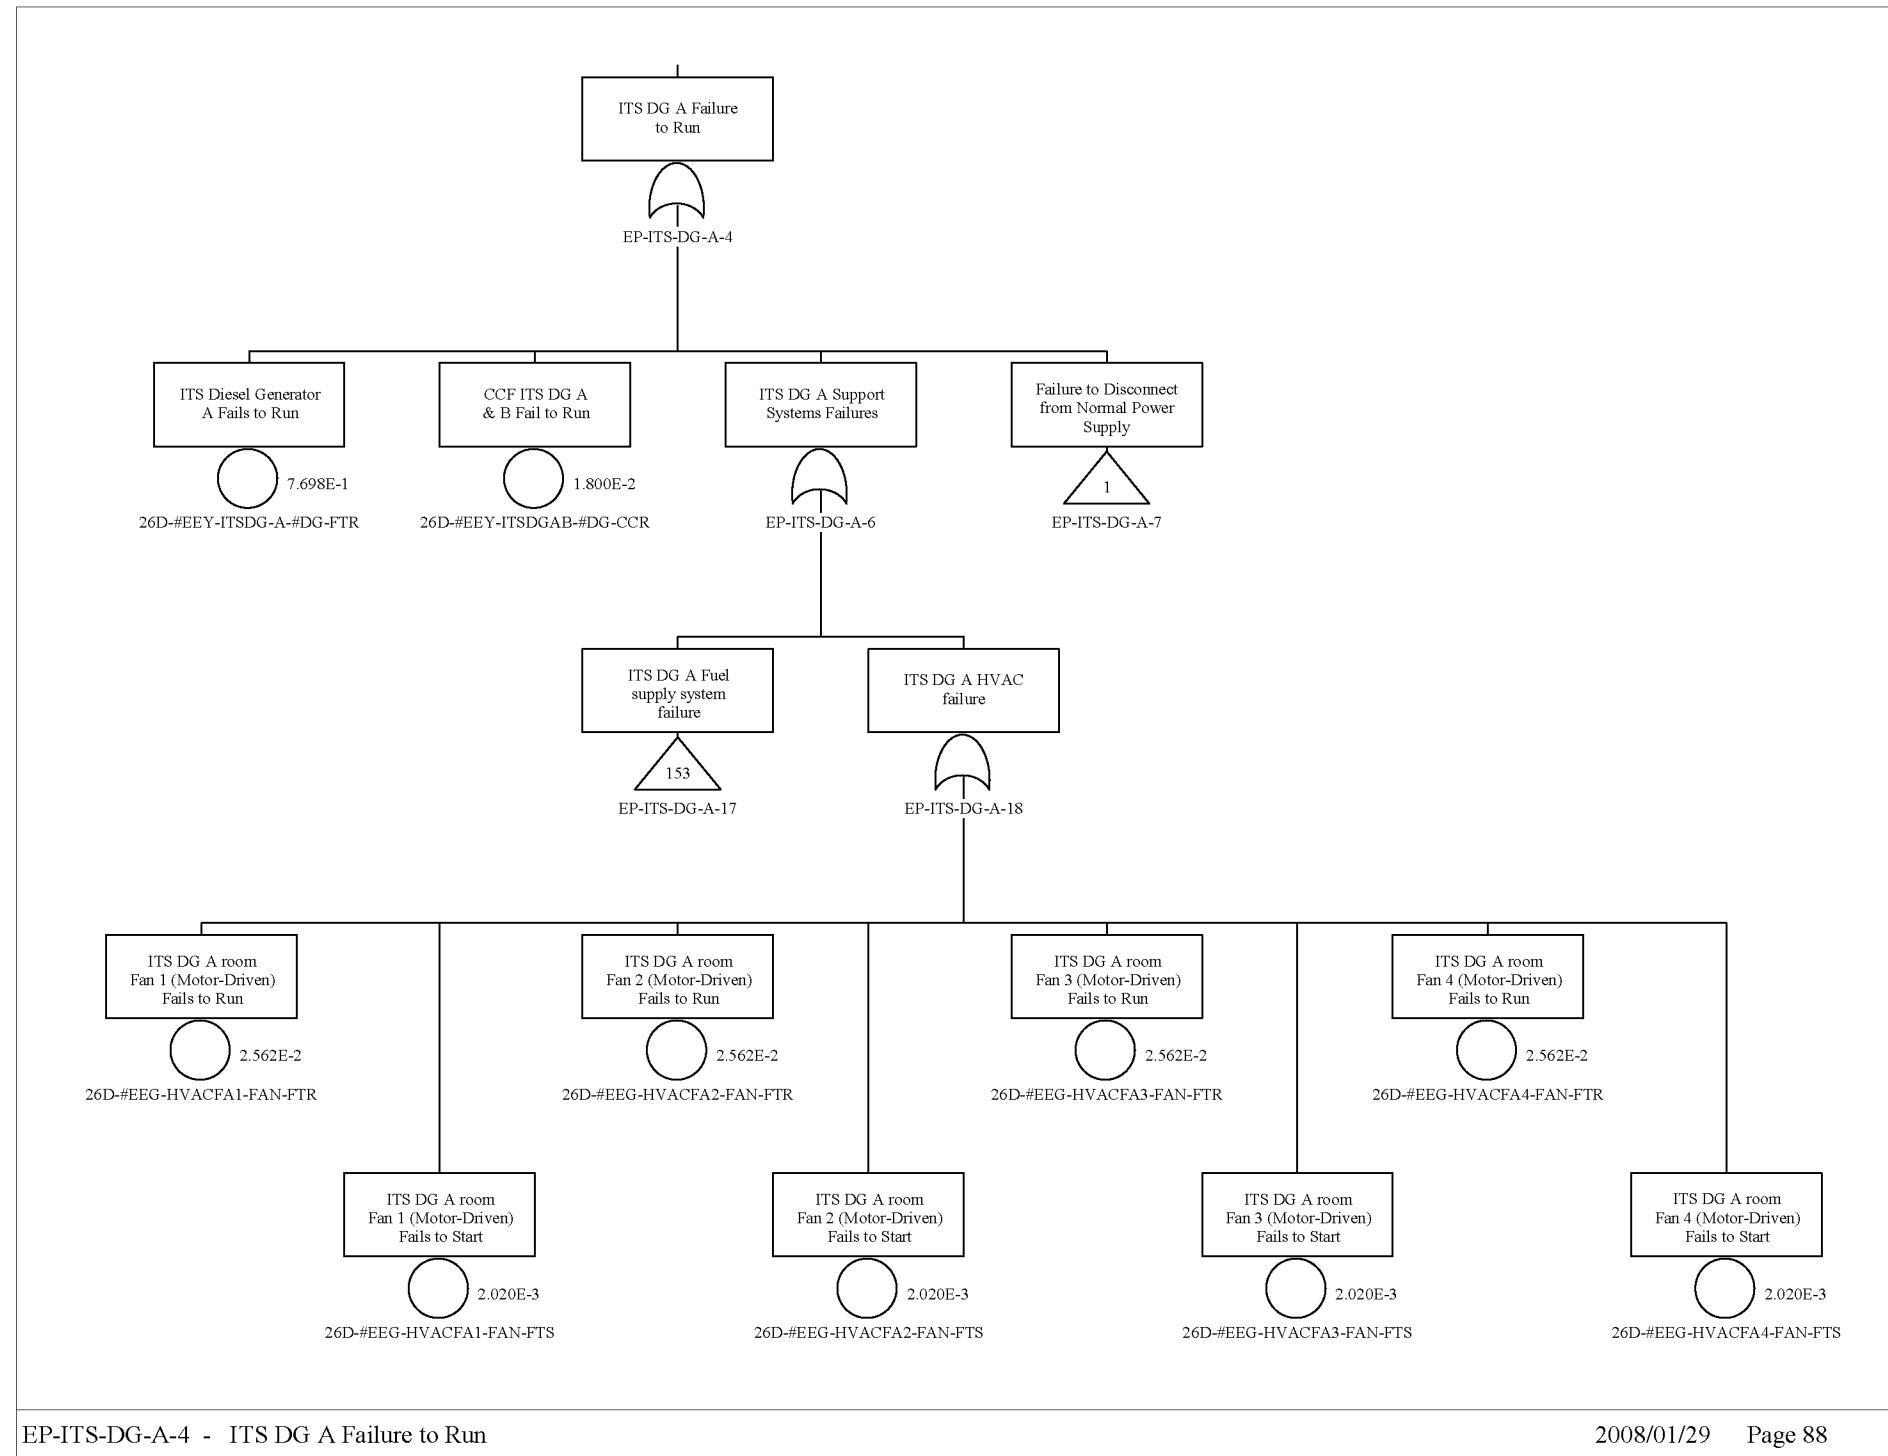 ITS DG A Failure
to Run
EP-ITS-DG-A-4
ITS Diesel Generator
A Fails to Run
7.698E-1
26D-#EEY-ITSDG-A-#DG-FTR
CCF ITS DG A
& B Fail to Run
1.800E-2
26D-#EEY-ITSDGAB-#DG-CCR
ITS DG A Support
Systems Failures
EP-ITS-DG-A-6
Failure to Disconnect
from Normal Power
Supply
1
EP-ITS-DG-A-7
ITS DG A Fuel
supply system
failure
153
EP-ITS-DG-A-17
ITS DG A HVAC
failure
EP-ITS-DG-A-18
ITS DG A room
Fan 1 (Motor-Driven)
Fails to Run
2.562E-2
26D-#EEG-HVACFA1-FAN-FTR
ITS DG A room
Fan 2 (Motor-Driven)
Fails to Run
2.562E-2
26D-#EEG-HVACFA2-FAN-FTR
ITS DG A room
Fan 3 (Motor-Driven)
Fails to Run
2.562E-2
26D-#EEG-HVACFA3-FAN-FTR
ITS DG A room
Fan 4 (Motor-Driven)
Fails to Run
2.562E-2
26D-#EEG-HVACFA4-FAN-FTR
ITS DG A room
Fan 1 (Motor-Driven)
Fails to Start
2.020E-3
26D-#EEG-HVACFA1-FAN-FTS
ITS DG A room
Fan 2 (Motor-Driven)
Fails to Start
2.020E-3
26D-#EEG-HVACFA2-FAN-FTS
ITS DG A room
Fan 3 (Motor-Driven)
Fails to Start
2.020E-3
26D-#EEG-HVACFA3-FAN-FTS
ITS DG A room
Fan 4 (Motor-Driven)
Fails to Start
2.020E-3
26D-#EEG-HVACFA4-FAN-FTS
EP-ITS-DG-A-4 - ITS DG A Failure to Run
2008/01/29 Page 88